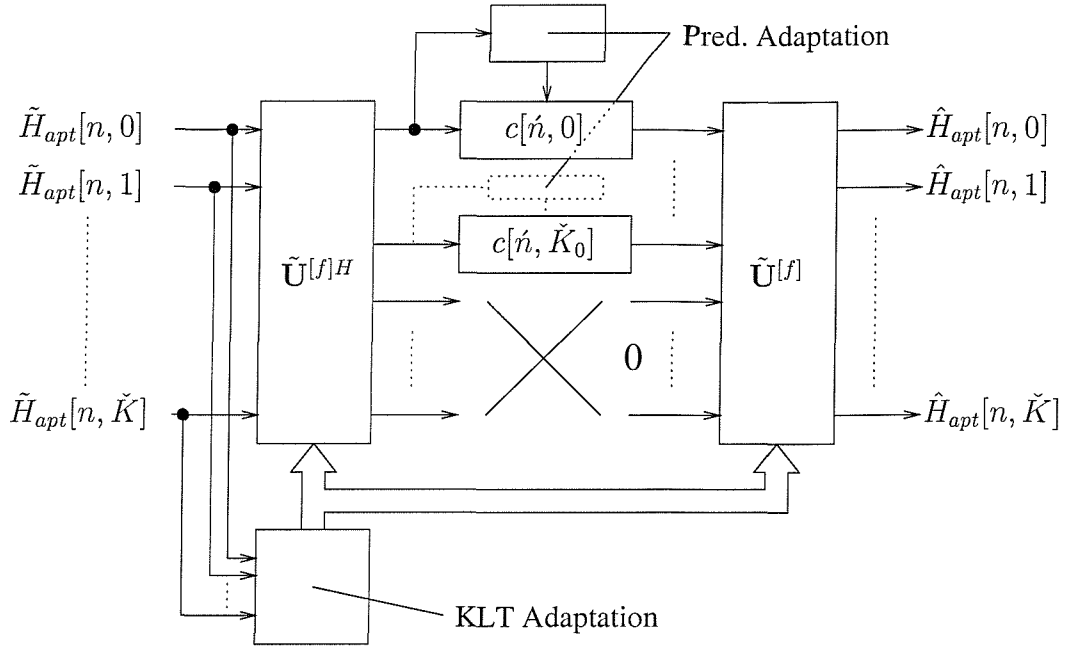 Pred. Adaptation
H̃_apt[n, 0]
c[ń, 0]
Ĥ_apt[n, 0]
H̃_apt[n, 1]
Ĥ_apt[n, 1]
c[ń, Ǩ_0]
Ũ^[f]H
Ũ^[f]
0
H̃_apt[n, Ǩ]
Ĥ_apt[n, Ǩ]
KLT Adaptation